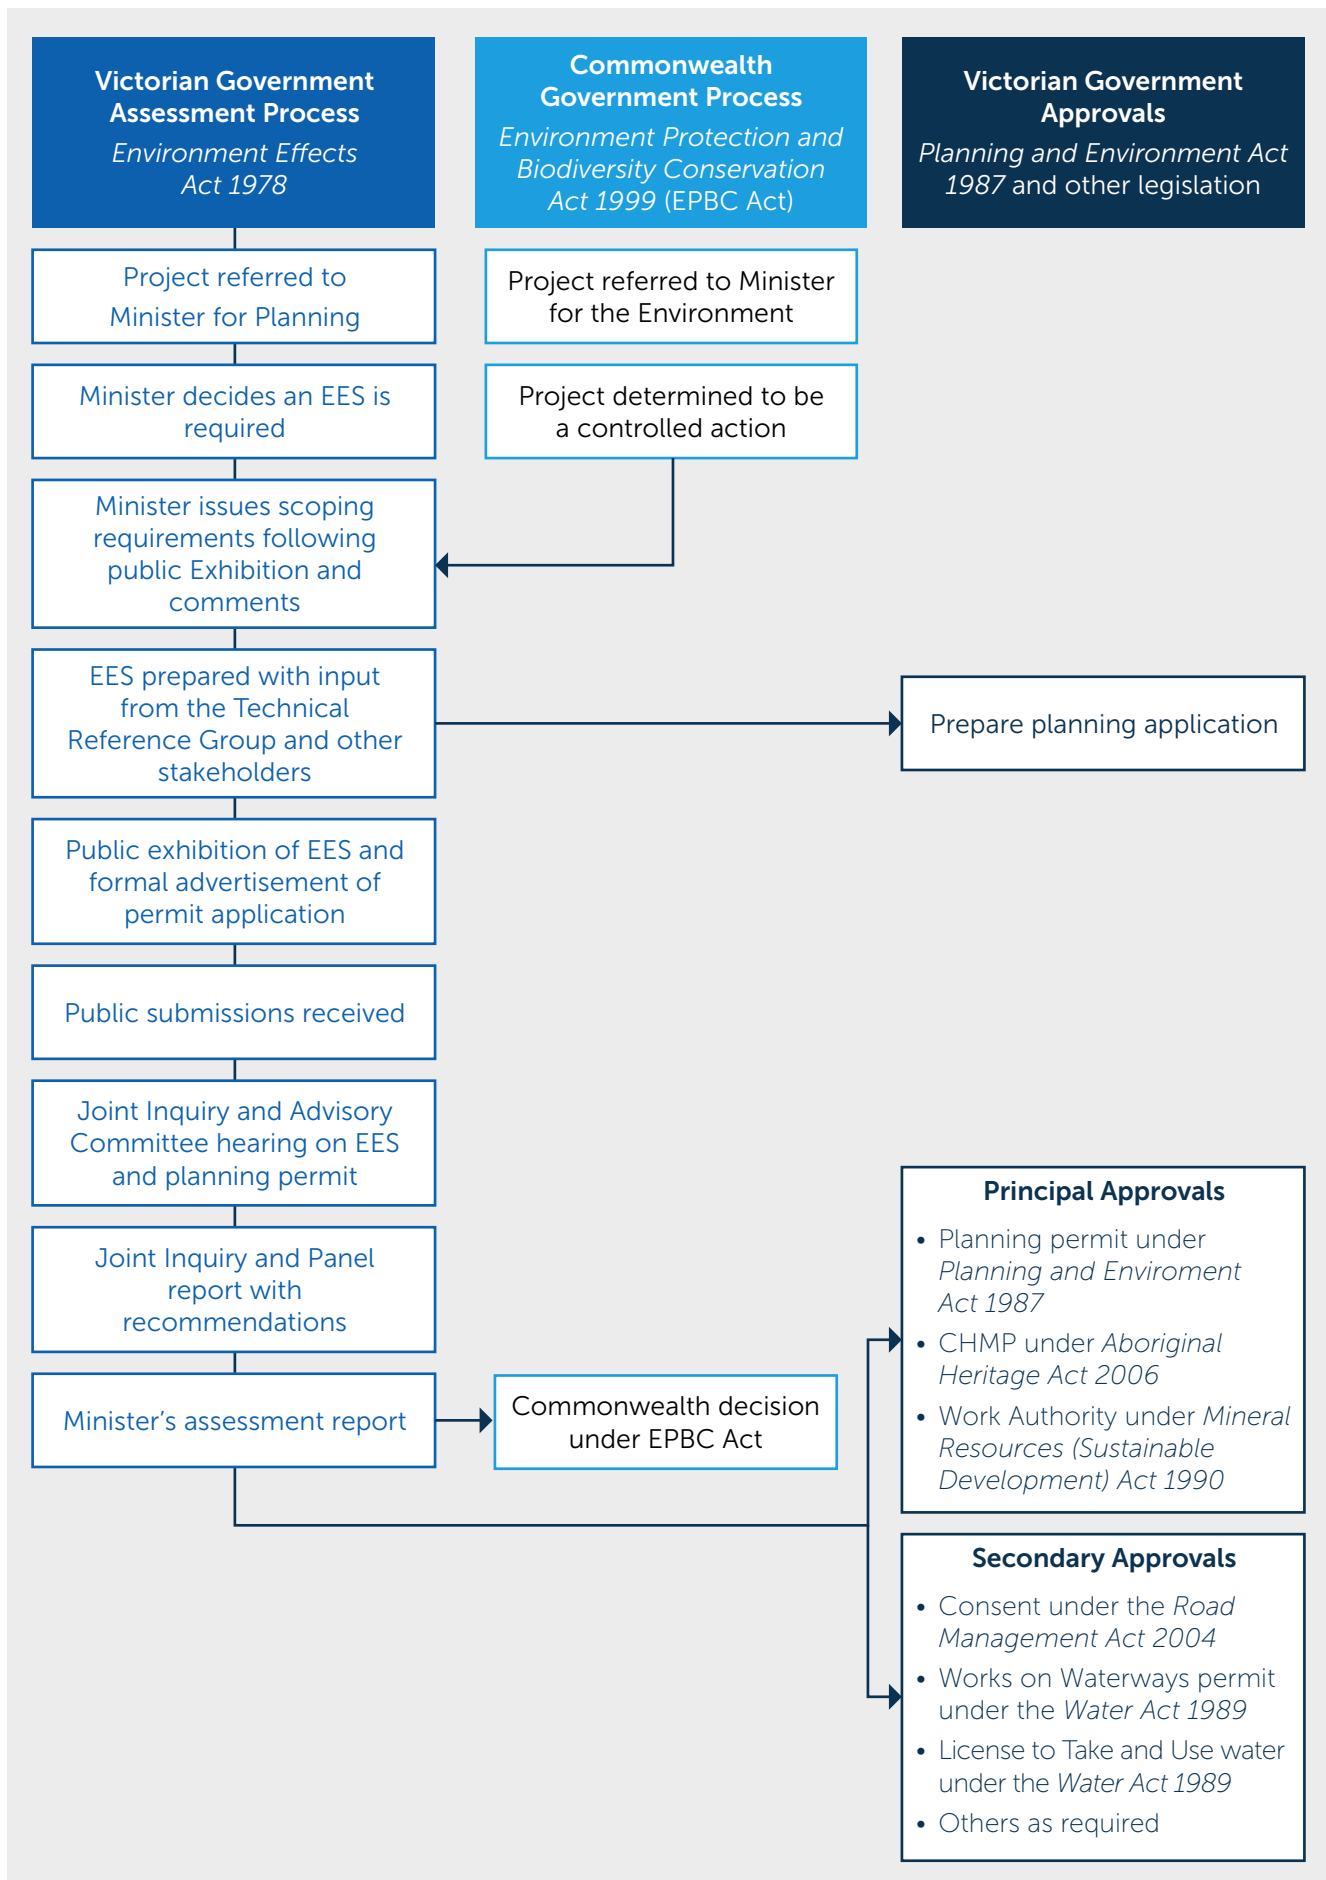 Victorian Government
Assessment Process
Environment Effects
Act 1978
Commonwealth
Government Process
Environment Protection and
Biodiversity Conservation
Act 1999 (EPBC Act)
Victorian Government
Approvals
Planning and Environment Act
1987 and other legislation
Project referred to
Minister for Planning
Project referred to Minister
for the Environment
Minister decides an EES is
required
Project determined to be
a controlled action
Minister issues scoping
requirements following
public Exhibition and
comments
EES prepared with input
from the Technical
Reference Group and other
stakeholders
Prepare planning application
Public exhibition of EES and
formal advertisement of
permit application
Public submissions received
Joint Inquiry and Advisory
Committee hearing on EES
and planning permit
Joint Inquiry and Panel
report with
recommendations
Minister’s assessment report
Commonwealth decision
under EPBC Act
Principal Approvals
• Planning permit under
Planning and Enviroment
Act 1987
• CHMP under Aboriginal
Heritage Act 2006
• Work Authority under Mineral
Resources (Sustainable
Development) Act 1990
Secondary Approvals
• Consent under the Road
Management Act 2004
• Works on Waterways permit
under the Water Act 1989
• License to Take and Use water
under the Water Act 1989
• Others as required